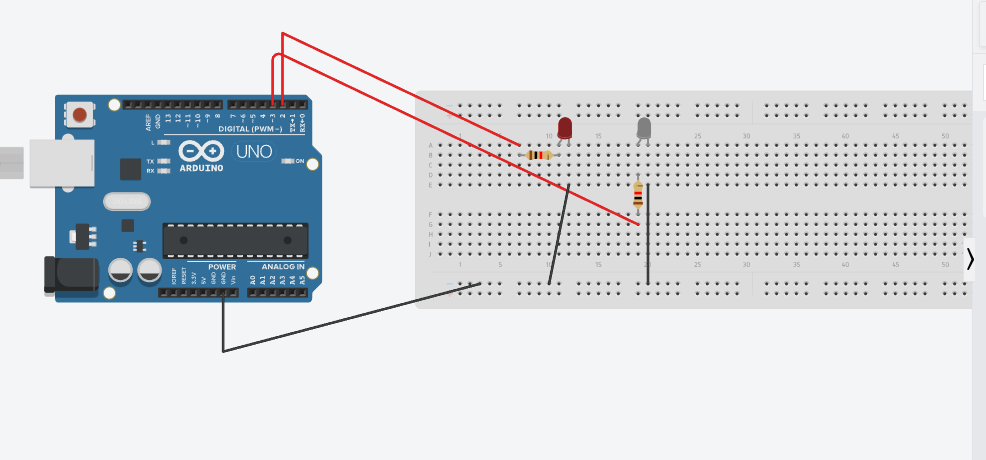 AREF
GND
13
12
~11
~10
~9
8
7
~6
~5
4
~3
2
TX→1
RX←0
DIGITAL (PWM~)
L
TX
RX
UNO
ON
ARDUINO
POWER
ANALOG IN
IOREF
RESET
3.3V
5V
GND
GND
Vin
A0
A1
A2
A3
A4
A5
1 10 15 20 25 30 35 40 45 50
A
B
C
D
E
F
G
H
I
J
1 10 15 20 25 30 35 40 45 50